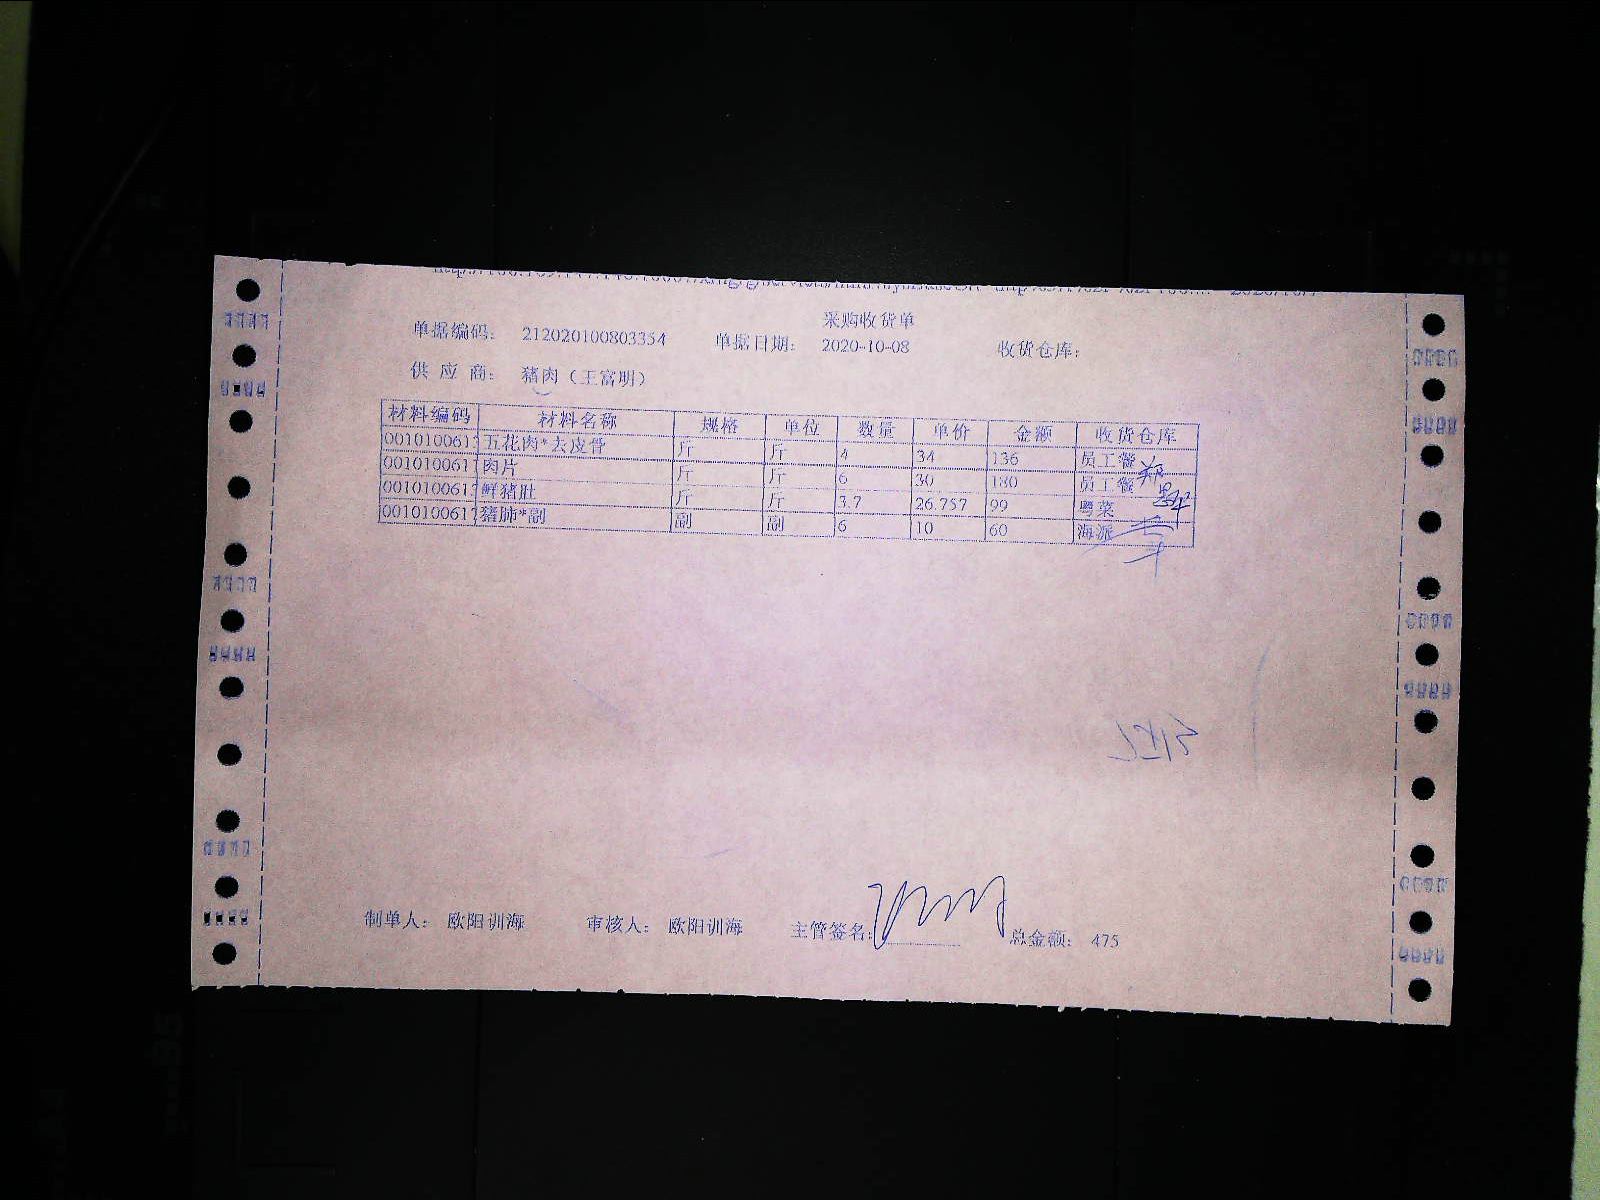 采购收货单
单据编码： 212020100803354 单据日期： 2020-10-08 收货仓库：
供 应 商： 猪肉（王富明）
材料编码 材料名称 规格 单位 数量 单价 金额 收货仓库
0010100613 五花肉*去皮骨 斤 斤 4 34 136 员工餐
0010100611 肉片 斤 斤 6 30 180 员工餐
0010100615 鲜猪肚 斤 斤 3.7 26.757 99 粤菜
0010100617 猪肺*副 副 副 6 10 60 海派
制单人： 欧阳训海 审核人： 欧阳训海 主管签名： 总金额： 475